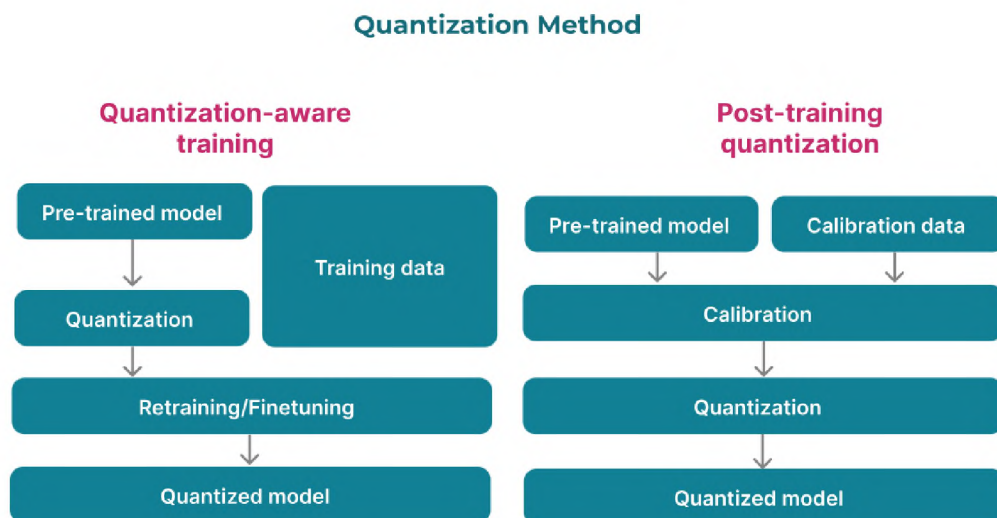 Quantization Method
Quantization-aware
training
Pre-trained model
Training data
Quantization
Retraining/Finetuning
Quantized model
Post-training
quantization
Pre-trained model
Calibration data
Calibration
Quantization
Quantized model